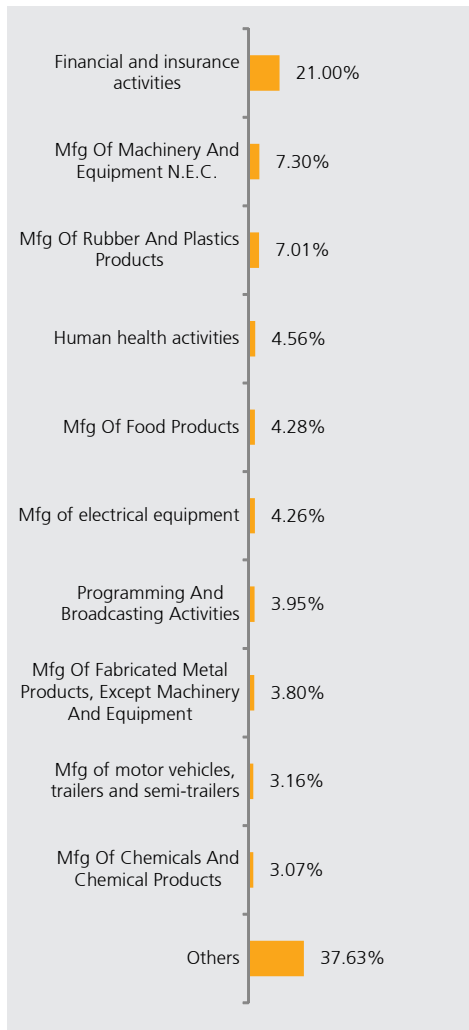 Financial and insurance
activities
21.00%
Mfg Of Machinery And
Equipment N.E.C.
7.30%
Mfg Of Rubber And Plastics
Products
7.01%
Human health activities
4.56%
Mfg Of Food Products
4.28%
Mfg of electrical equipment
4.26%
Programming And
Broadcasting Activities
3.95%
Mfg Of Fabricated Metal
Products, Except Machinery
And Equipment
3.80%
Mfg of motor vehicles,
trailers and semi-trailers
3.16%
Mfg Of Chemicals And
Chemical Products
3.07%
Others
37.63%